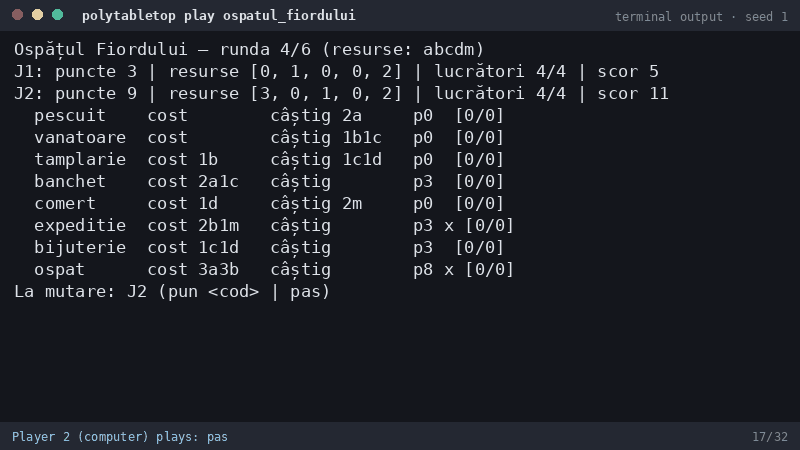 polytabletop play ospatul_fiordului
terminal output · seed 1
Ospățul Fiordului — runda 4/6 (resurse: abcdm)
J1: puncte 3 | resurse [0, 1, 0, 0, 2] | lucrători 4/4 | scor 5
J2: puncte 9 | resurse [3, 0, 1, 0, 2] | lucrători 4/4 | scor 11
pescuit cost câștig 2a p0 [0/0]
vanatoare cost câștig 1b1c p0 [0/0]
tamplarie cost 1b câștig 1c1d p0 [0/0]
banchet cost 2a1c câștig p3 [0/0]
comert cost 1d câștig 2m p0 [0/0]
expeditie cost 2b1m câștig p3 x [0/0]
bijuterie cost 1c1d câștig p3 [0/0]
ospat cost 3a3b câștig p8 x [0/0]
La mutare: J2 (pun <cod> | pas)
Player 2 (computer) plays: pas
17/32